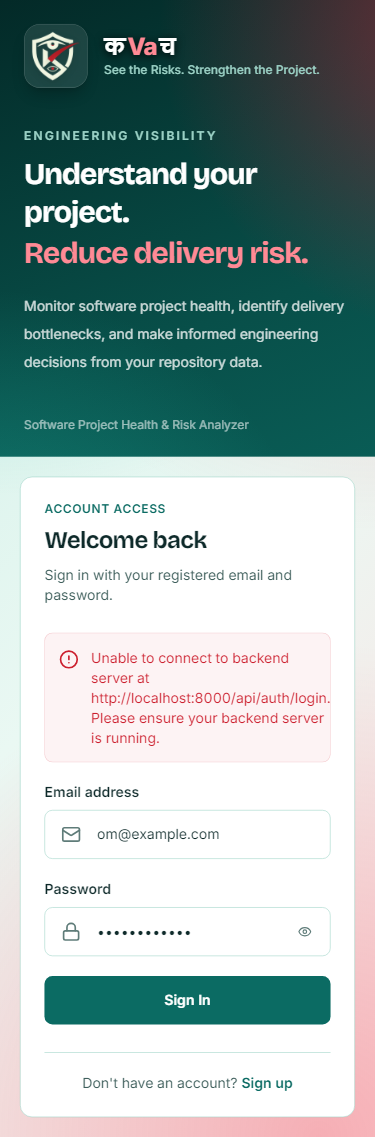 कVaच
See the Risks. Strengthen the Project.
ENGINEERING VISIBILITY
Understand your
project.
Reduce delivery risk.
Monitor software project health, identify delivery
bottlenecks, and make informed engineering
decisions from your repository data.
Software Project Health & Risk Analyzer
ACCOUNT ACCESS
Welcome back
Sign in with your registered email and
password.
Unable to connect to backend
server at
http://localhost:8000/api/auth/login.
Please ensure your backend server
is running.
Email address
om@example.com
Password
••••••••••••
Sign In
Don't have an account? Sign up